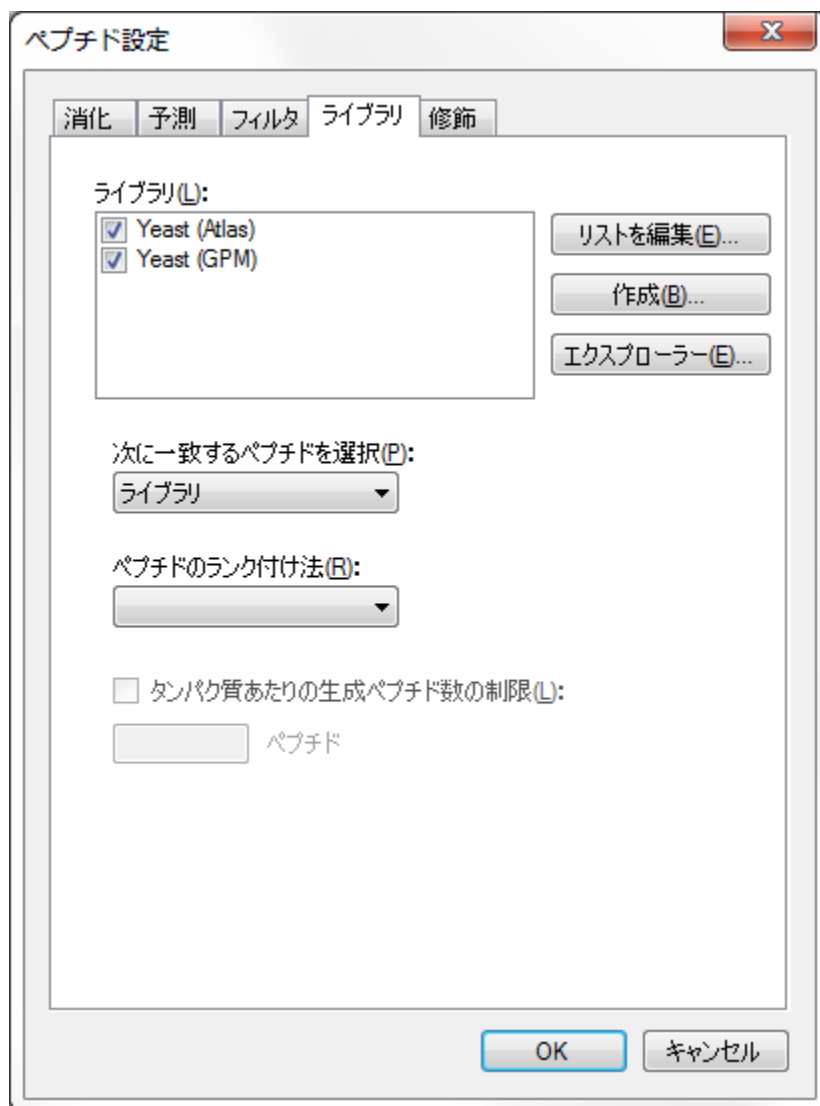 ペプチド設定
消化 予測 フィルタ ライブラリ 修飾
ライブラリ(L):
Yeast (Atlas)
Yeast (GPM)
リストを編集(E)...
作成(B)...
エクスプローラー(E)...
次に一致するペプチドを選択(P):
ライブラリ
ペプチドのランク付け法(R):
タンパク質あたりの生成ペプチド数の制限(L):
ペプチド
OK キャンセル